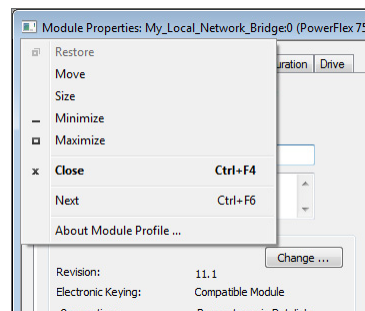 Module Properties: My_Local_Network_Bridge:0 (PowerFlex 75
Restore
uration Drive
Move
Size
Minimize
Maximize
Close Ctrl+F4
Next Ctrl+F6
About Module Profile ...
Change ...
Revision: 11.1
Electronic Keying: Compatible Module